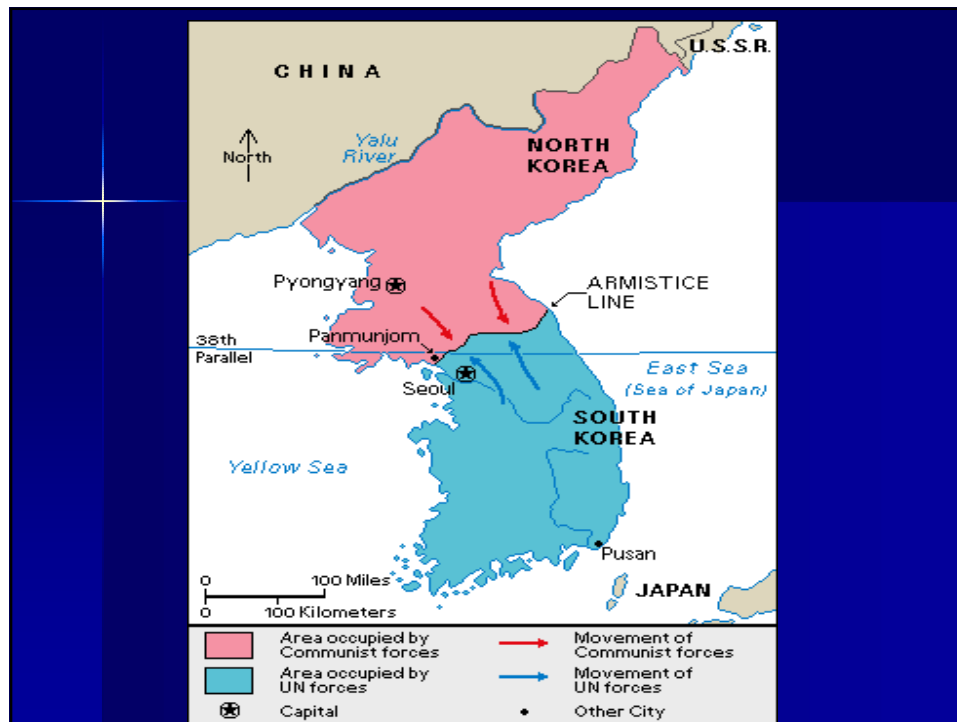 U.S.S.R.
CHINA
Yalu
River
North
NORTH
KOREA
Pyongyang
ARMISTICE
LINE
Panmunjom
38th
Parallel
Seoul
East Sea
(Sea of Japan)
SOUTH
KOREA
Yellow Sea
Pusan
0 100 Miles
0 100 Kilometers
JAPAN
Area occupied by
Communist forces
Movement of
Communist forces
Area occupied by
UN forces
Movement of
UN forces
Capital
Other City